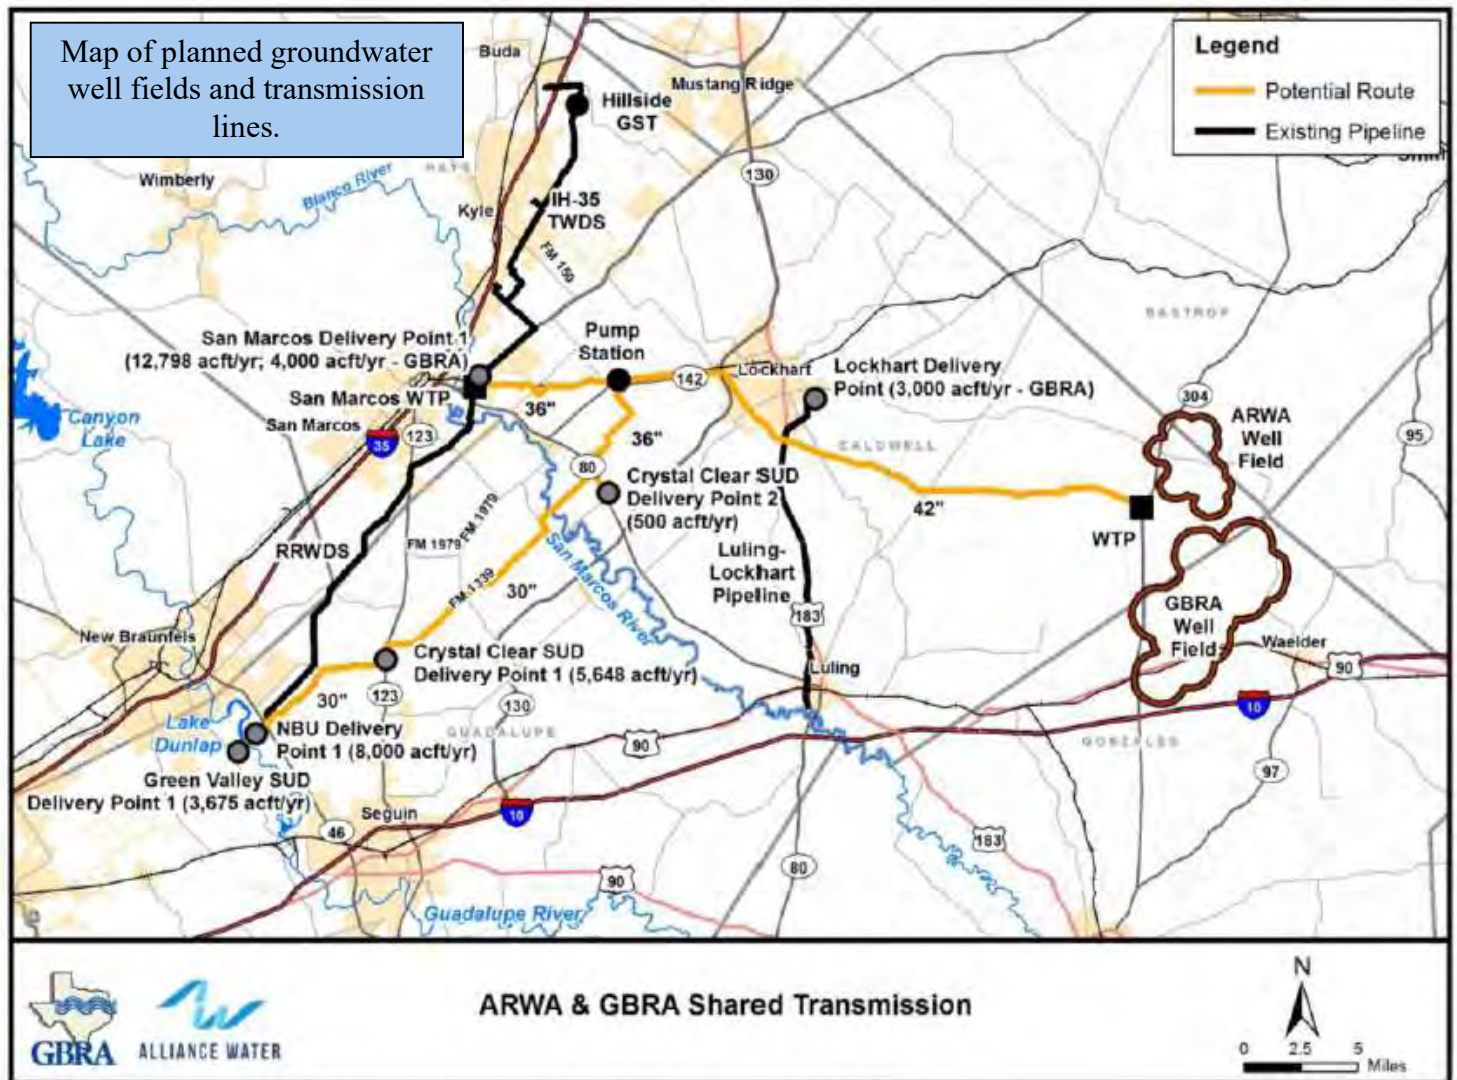 Map of planned groundwater
well fields and transmission
lines.
Legend
Potential Route
Existing Pipeline
Buda
Mustang Ridge
Hillside
GST
130
Wimberly
Blanco River
HAYS
Kyle
IH-35
TWDS
FM 150
BASTROP
San Marcos Delivery Point 1
(12,798 acft/yr; 4,000 acft/yr - GBRA)
Pump
Station
142
Lockhart
Lockhart Delivery
Point (3,000 acft/yr - GBRA)
San Marcos WTP
36"
San Marcos
35
123
Canyon
Lake
304
ARWA
Well
Field
95
36"
CALDWELL
80
Crystal Clear SUD
Delivery Point 2
(500 acft/yr)
42"
WTP
FM 1979
FM 1979
RRWDS
San Marcos River
Luling-
Lockhart
Pipeline
183
FM 1339
30"
GBRA
Well
Fields
Waelder
90
New Braunfels
Crystal Clear SUD
Delivery Point 1 (5,648 acft/yr)
Luling
30"
123
130
10
Lake
Dunlap
NBU Delivery
Point 1 (8,000 acft/yr)
GUADALUPE
90
GONZALES
Green Valley SUD
Delivery Point 1 (3,675 acft/yr)
97
Seguin
10
46
183
80
90
Guadalupe River
GBRA
ALLIANCE WATER
ARWA & GBRA Shared Transmission
N
0 2.5 5
Miles